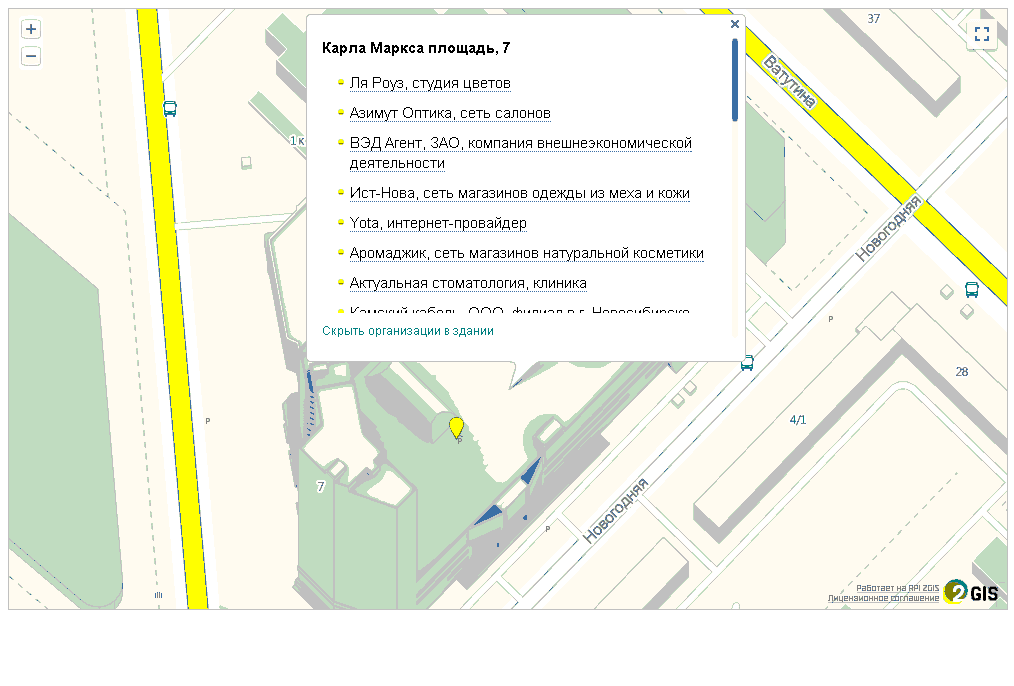 37
Ватутина
Карла Маркса площадь, 7
Ля Роуз, студия цветов
Азимут Оптика, сеть салонов
ВЭД Агент, ЗАО, компания внешнеэкономической
деятельности
Ист-Нова, сеть магазинов одежды из меха и кожи
Yota, интернет-провайдер
Аромаджик, сеть магазинов натуральной косметики
Актуальная стоматология, клиника
Камский кабель, ООО, филиал в г. Новосибирске
Скрыть организации в здании
1к
Новогодняя
P
28
4/1
P
7
Новогодняя
P
Работает на API 2GIS
Лицензионное соглашение
2GIS